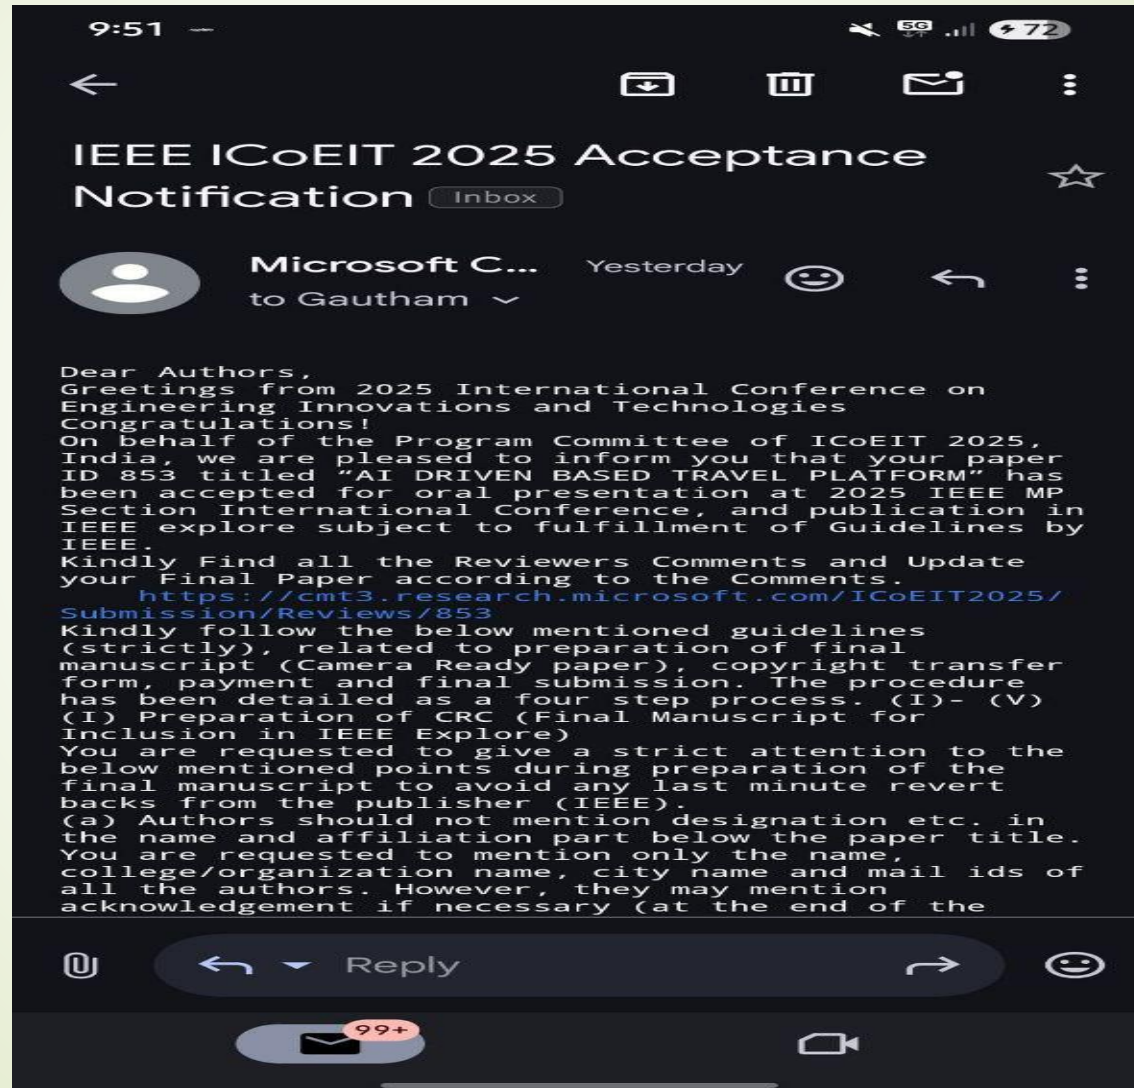 9:51
5G
72
IEEE ICoEIT 2025 Acceptance
Notification Inbox
Microsoft C... Yesterday
to Gautham
Dear Authors,
Greetings from 2025 International Conference on
Engineering Innovations and Technologies
Congratulations!
On behalf of the Program Committee of ICoEIT 2025,
India, we are pleased to inform you that your paper
ID 853 titled “AI DRIVEN BASED TRAVEL PLATFORM” has
been accepted for oral presentation at 2025 IEEE MP
Section International Conference, and publication in
IEEE explore subject to fulfillment of Guidelines by
IEEE.
Kindly Find all the Reviewers Comments and Update
your Final Paper according to the Comments.
https://cmt3.research.microsoft.com/ICoEIT2025/
Submission/Reviews/853
Kindly follow the below mentioned guidelines
(strictly), related to preparation of final
manuscript (Camera Ready paper), copyright transfer
form, payment and final submission. The procedure
has been detailed as a four step process. (I)- (V)
(I) Preparation of CRC (Final Manuscript for
Inclusion in IEEE Explore)
You are requested to give a strict attention to the
below mentioned points during preparation of the
final manuscript to avoid any last minute revert
backs from the publisher (IEEE).
(a) Authors should not mention designation etc. in
the name and affiliation part below the paper title.
You are requested to mention only the name,
college/organization name, city name and mail ids of
all the authors. However, they may mention
acknowledgement if necessary (at the end of the
Reply
99+